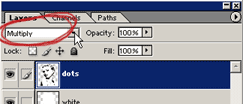 Layers Channels Paths
Multiply Opacity: 100%
Lock: Fill: 100%
dots
white